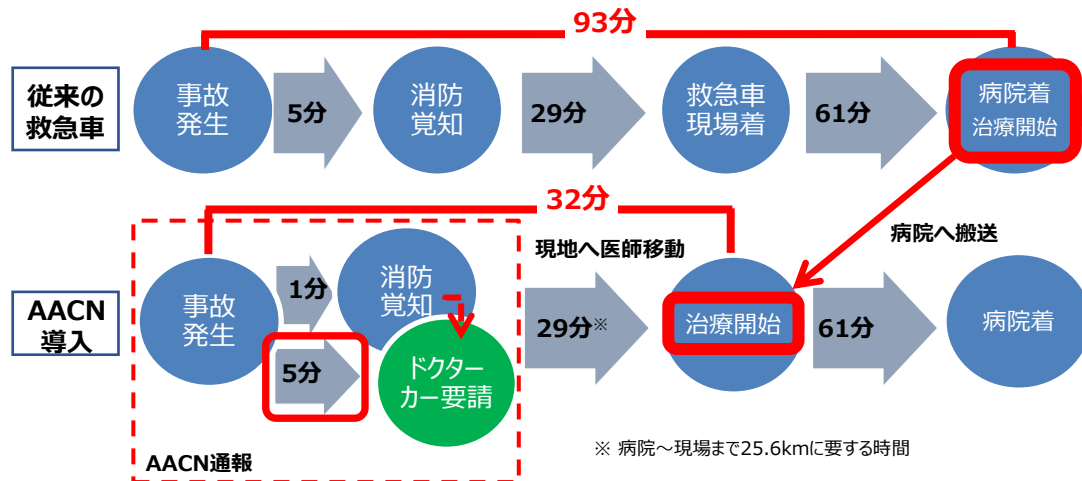 93分
従来の
救急車
事故
発生
5分
消防
覚知
29分
救急車
現場着
61分
病院着
治療開始
32分
現地へ医師移動
病院へ搬送
AACN
導入
事故
発生
1分
消防
覚知
5分
ドクター
カー要請
29分※
治療開始
61分
病院着
AACN通報
※ 病院～現場まで25.6kmに要する時間